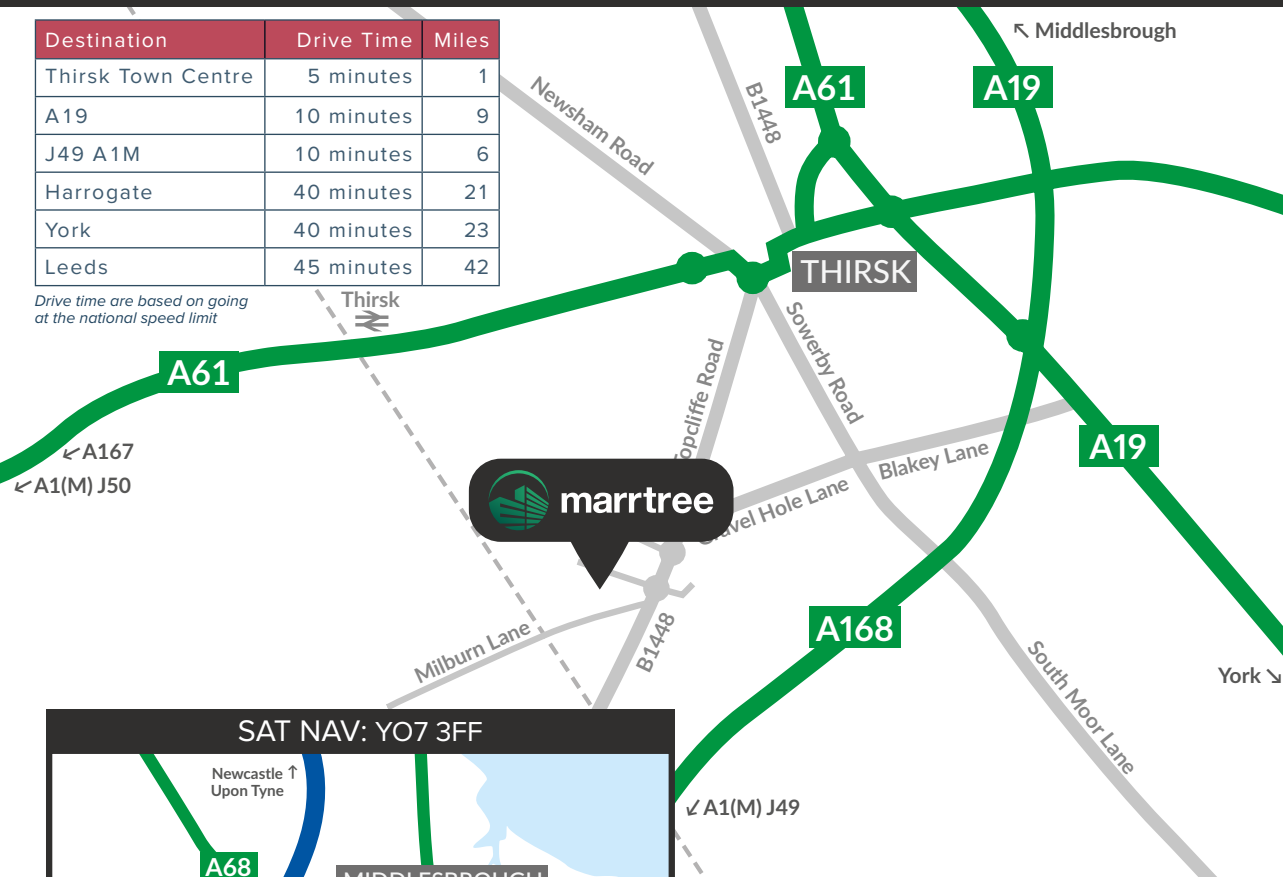 Destination Drive Time Miles
Thirsk Town Centre 5 minutes 1
A19 10 minutes 9
J49 A1M 10 minutes 6
Harrogate 40 minutes 21
York 40 minutes 23
Leeds 45 minutes 42
Drive time are based on going
at the national speed limit
Middlesbrough
A61
A19
B1448
Newsham Road
THIRSK
Thirsk
A61
A167
A1(M) J50
Sowerby Road
Road
Blakey Lane
A19
marrtree
Hole Lane
Milburn Lane
B1448
A168
South Moor Lane
York
A1(M) J49
SAT NAV: YO7 3FF
Newcastle
Upon Tyne
A68
MIDDLESBROUGH